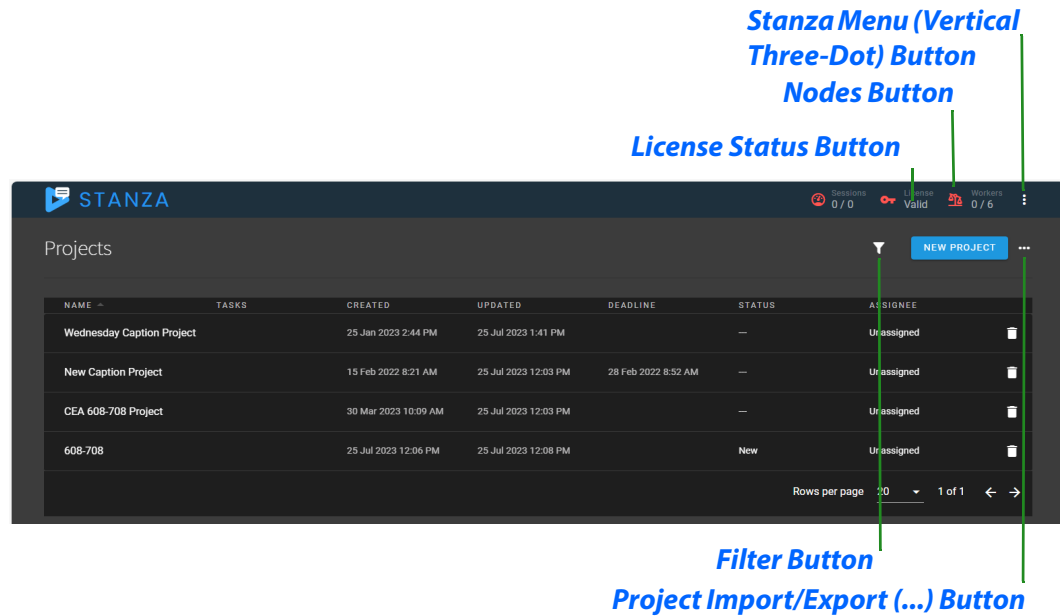 Stanza Menu (Vertical
Three-Dot) Button
Nodes Button
License Status Button
STANZA
Sessions License Workers
0 / 0 Valid 0 / 6
Projects
NEW PROJECT
NAME TASKS CREATED UPDATED DEADLINE STATUS ASSIGNEE
Wednesday Caption Project 25 Jan 2023 2:44 PM 25 Jul 2023 1:41 PM — Unassigned
New Caption Project 15 Feb 2022 8:21 AM 25 Jul 2023 12:03 PM 28 Feb 2022 8:52 AM — Unassigned
CEA 608-708 Project 30 Mar 2023 10:09 AM 25 Jul 2023 12:03 PM — Unassigned
608-708 25 Jul 2023 12:06 PM 25 Jul 2023 12:08 PM New Unassigned
Rows per page 20 1 of 1
Filter Button
Project Import/Export (...) Button